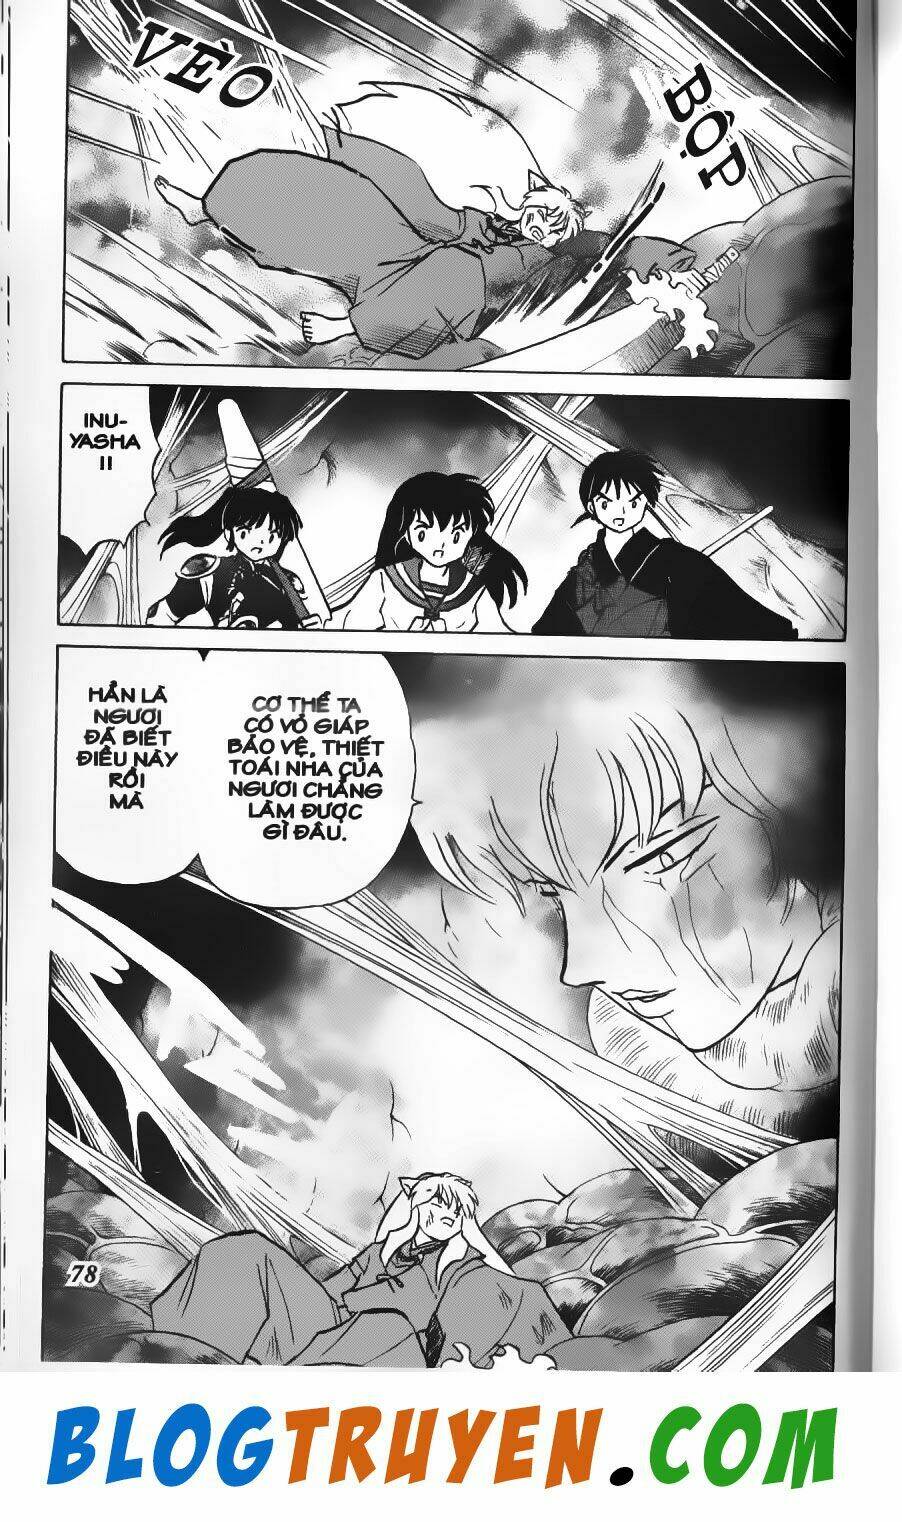 VÈO
BỘP
INU-
YASHA
!!
CƠ THỂ TA
CÓ VỎ GIÁP
BẢO VỆ, THIẾT
TOÁI NHA CỦA
NGƯƠI CHẲNG
LÀM ĐƯỢC
GÌ ĐÂU.
HẲN LÀ
NGƯƠI
ĐÃ BIẾT
ĐIỀU NÀY
RỒI
MÀ
78
BLOGTRUYEN.COM